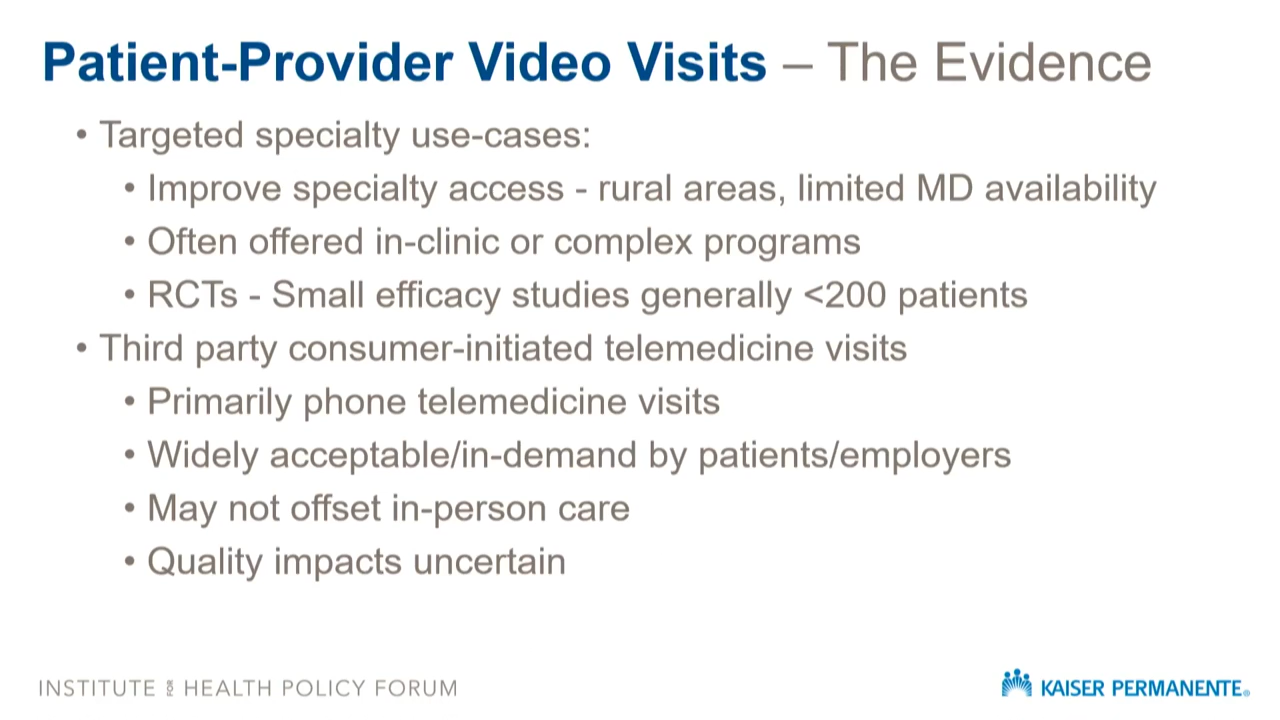 Patient-Provider Video Visits – The Evidence
• Targeted specialty use-cases:
• Improve specialty access - rural areas, limited MD availability
• Often offered in-clinic or complex programs
• RCTs - Small efficacy studies generally <200 patients
• Third party consumer-initiated telemedicine visits
• Primarily phone telemedicine visits
• Widely acceptable/in-demand by patients/employers
• May not offset in-person care
• Quality impacts uncertain
INSTITUTE FOR HEALTH POLICY FORUM
KAISER PERMANENTE®